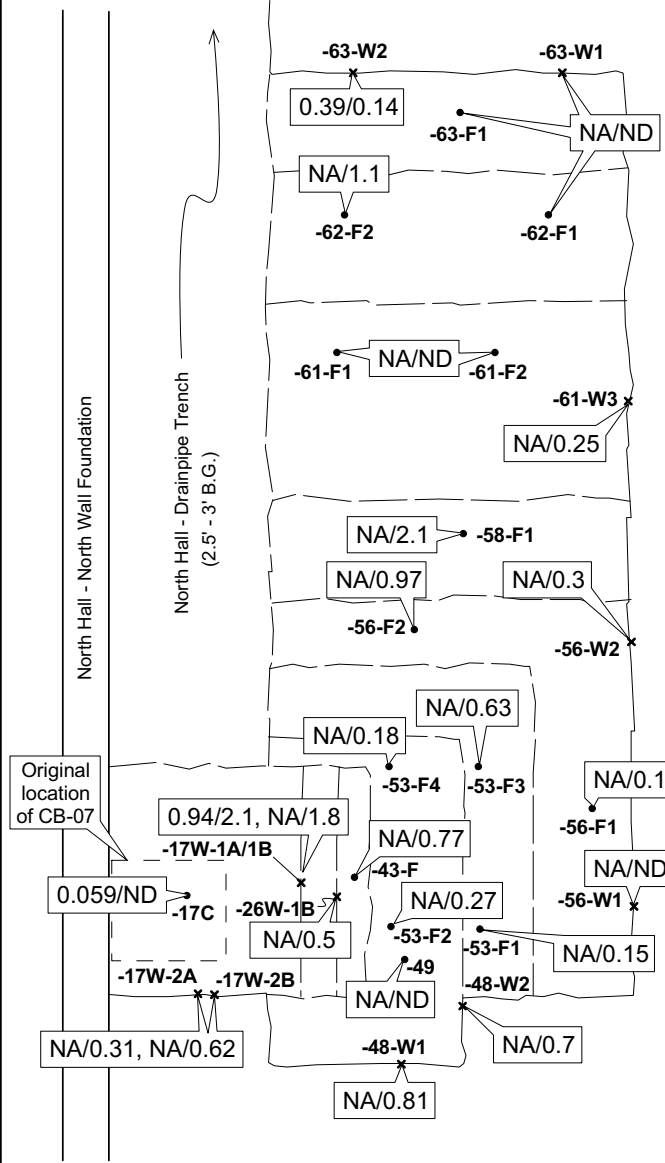 -63-W2
-63-W1
0.39/0.14
-63-F1
NA/ND
NA/1.1
-62-F2
-62-F1
-61-F1
NA/ND
-61-F2
-61-W3
NA/0.25
North Hall - North Wall Foundation
North Hall - Drainpipe Trench
(2.5' - 3' B.G.)
NA/2.1
-58-F1
NA/0.97
NA/0.3
-56-F2
-56-W2
NA/0.63
NA/0.18
-53-F4
-53-F3
Original
location
of CB-07
0.94/2.1, NA/1.8
NA/0.1
-56-F1
-17W-1A/1B
NA/0.77
-43-F
NA/ND
0.059/ND
-17C
-26W-1B
NA/0.27
-56-W1
NA/0.5
-53-F2
-53-F1
NA/0.15
-49
-17W-2A
-17W-2B
NA/ND
-48-W2
NA/0.31, NA/0.62
NA/0.7
-48-W1
NA/0.81